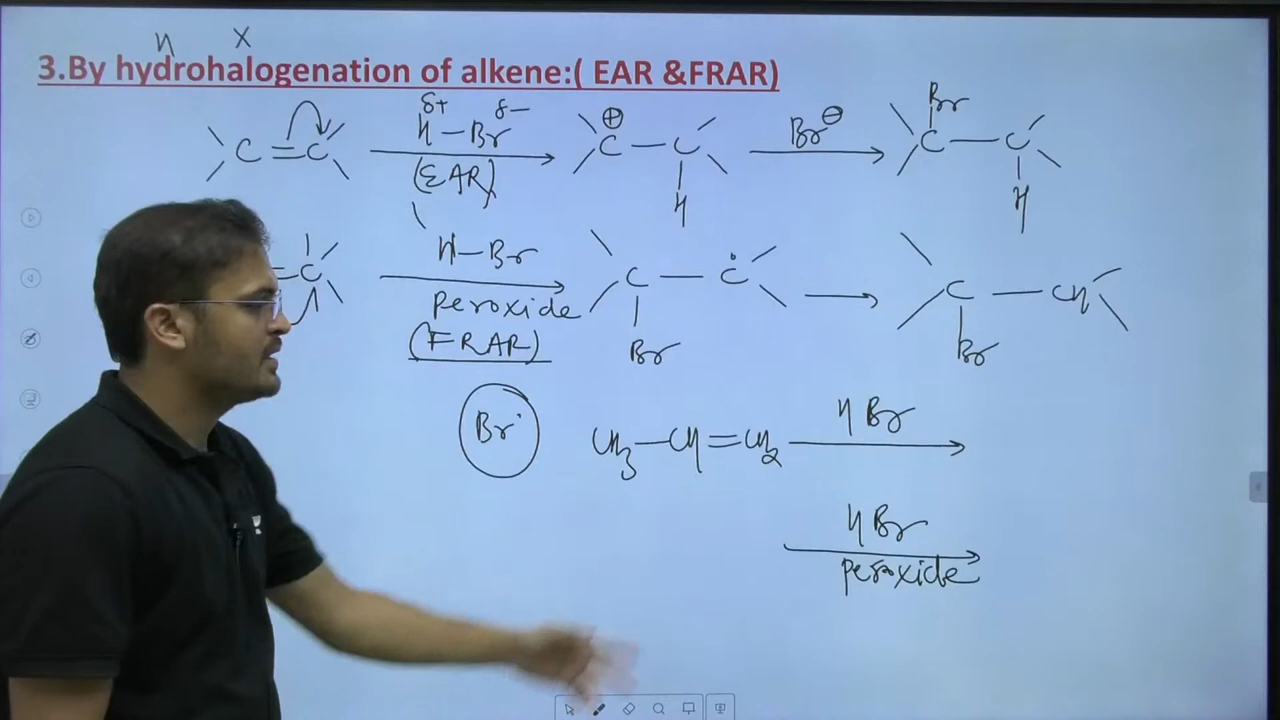 H X
3.By hydrohalogenation of alkene:( EAR &FRAR)
C=C δ+ H-Br δ- (EAR) ⊕ C-C H Br⊖ Br C-C H
=C H-Br peroxide (FRAR) C-Ċ Br C-CH Br
Br· CH3-CH=CH2 HBr
HBr
peroxide